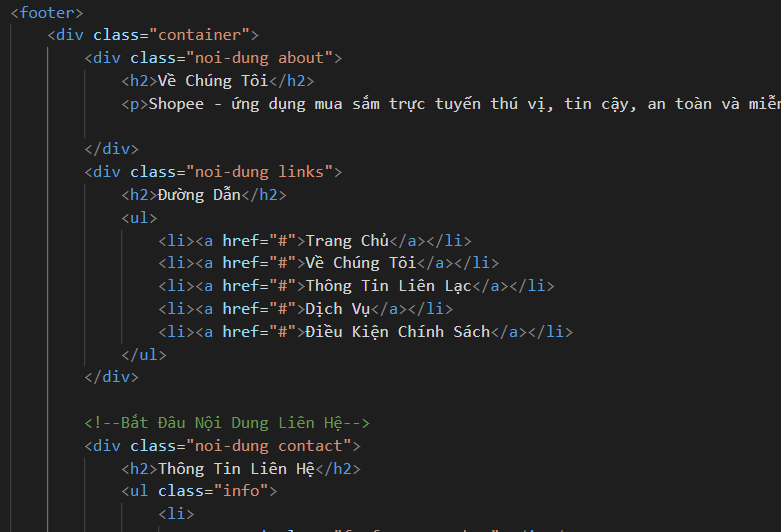 <footer>
<div class="container">
<div class="noi-dung about">
<h2>Về Chúng Tôi</h2>
<p>Shopee - ứng dụng mua sắm trực tuyến thú vị, tin cậy, an toàn và miễn
</div>
<div class="noi-dung links">
<h2>Đường Dẫn</h2>
<ul>
<li><a href="#">Trang Chủ</a></li>
<li><a href="#">Về Chúng Tôi</a></li>
<li><a href="#">Thông Tin Liên Lạc</a></li>
<li><a href="#">Dịch Vụ</a></li>
<li><a href="#">Điều Kiện Chính Sách</a></li>
</ul>
</div>
<!--Bắt Đâu Nội Dung Liên Hệ-->
<div class="noi-dung contact">
<h2>Thông Tin Liên Hệ</h2>
<ul class="info">
<li>